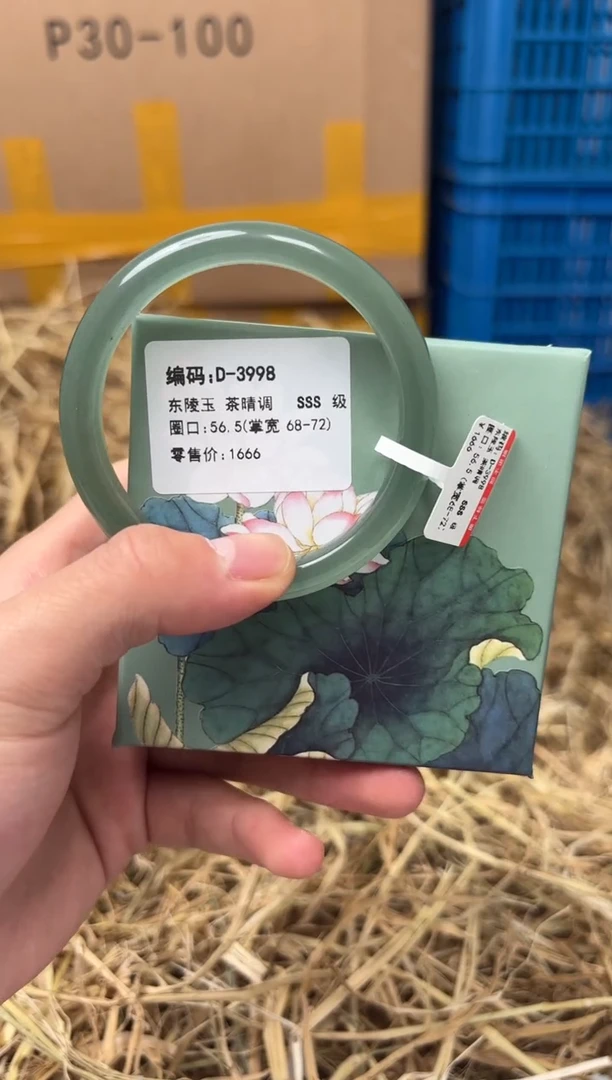 P30-100
编码:D-3998
东陵玉 茶晴调 SSS 级
圈口:56.5(掌宽 68-72)
零售价:1666